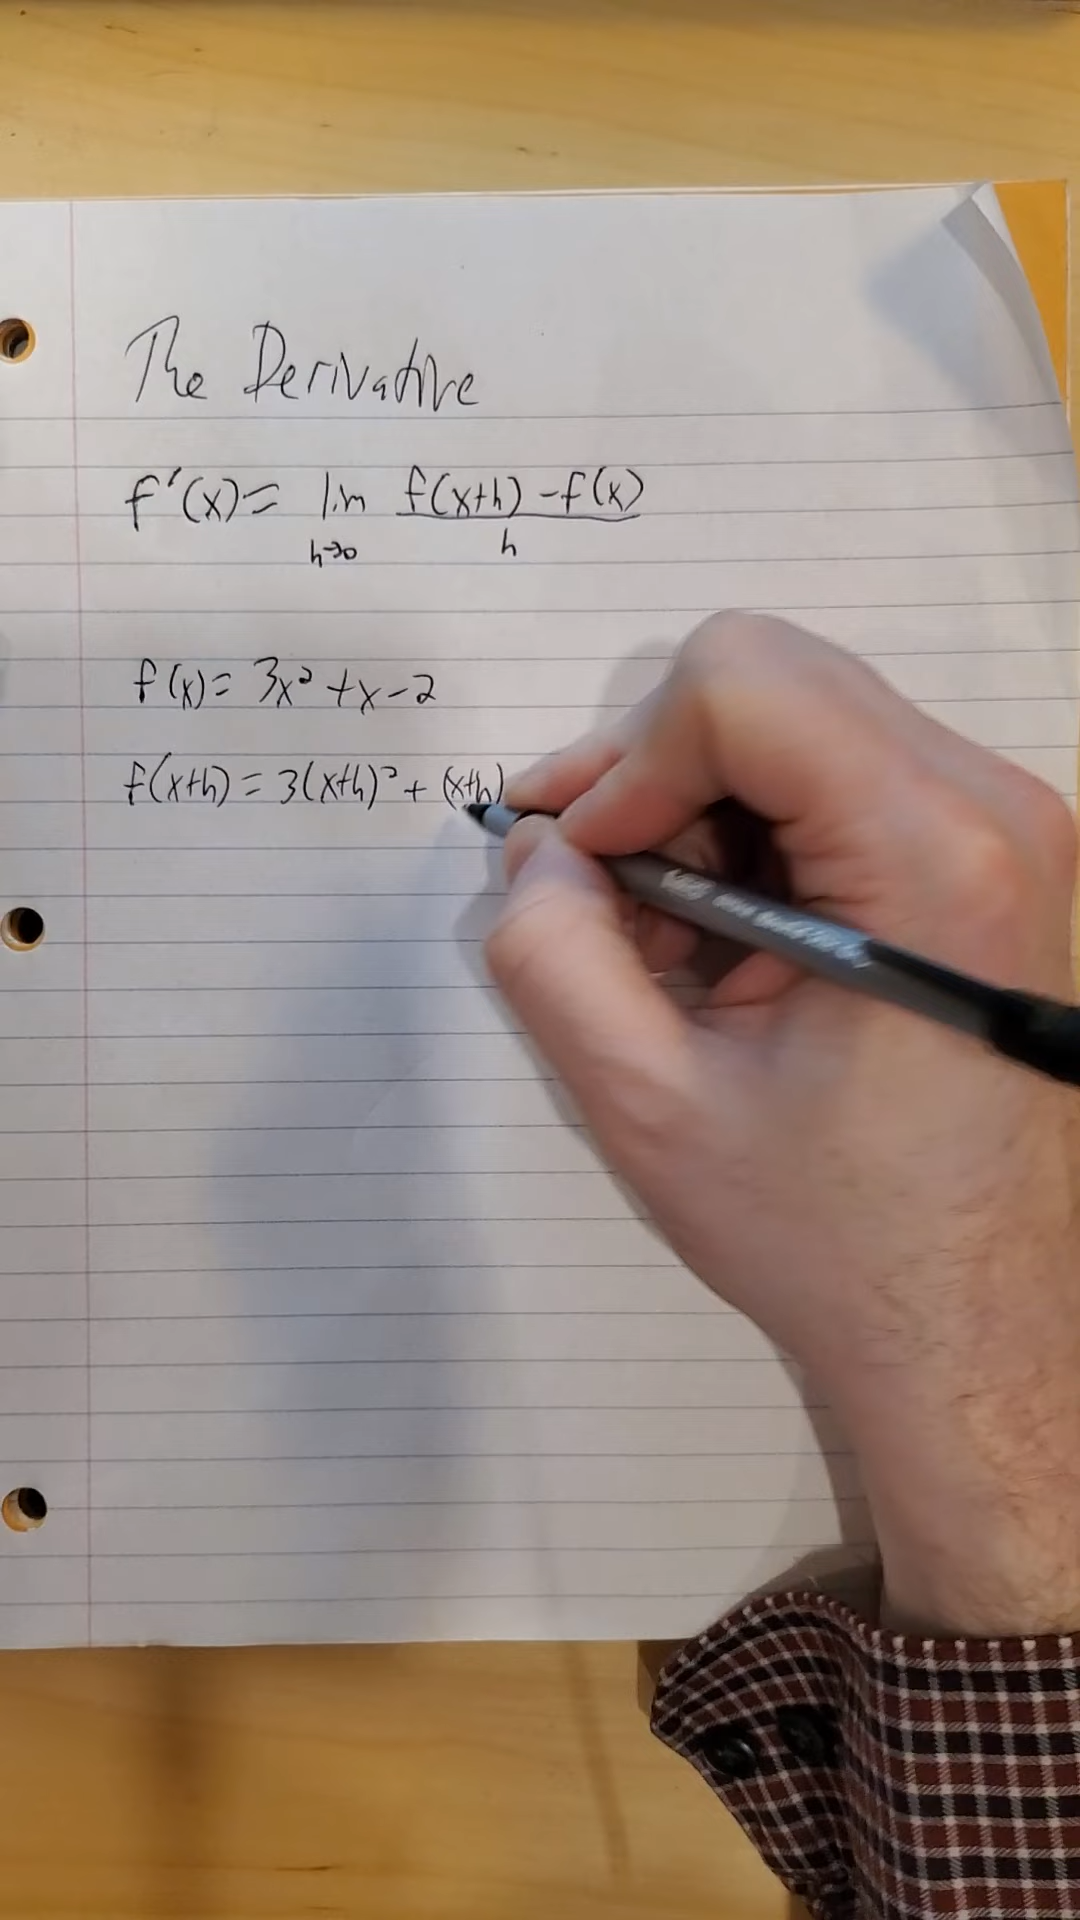 The Derivative
f'(x) = lim f(x+h) - f(x)
h→0 h
f(x) = 3x² + x - 2
f(x+h) = 3(x+h)² + (x+h)